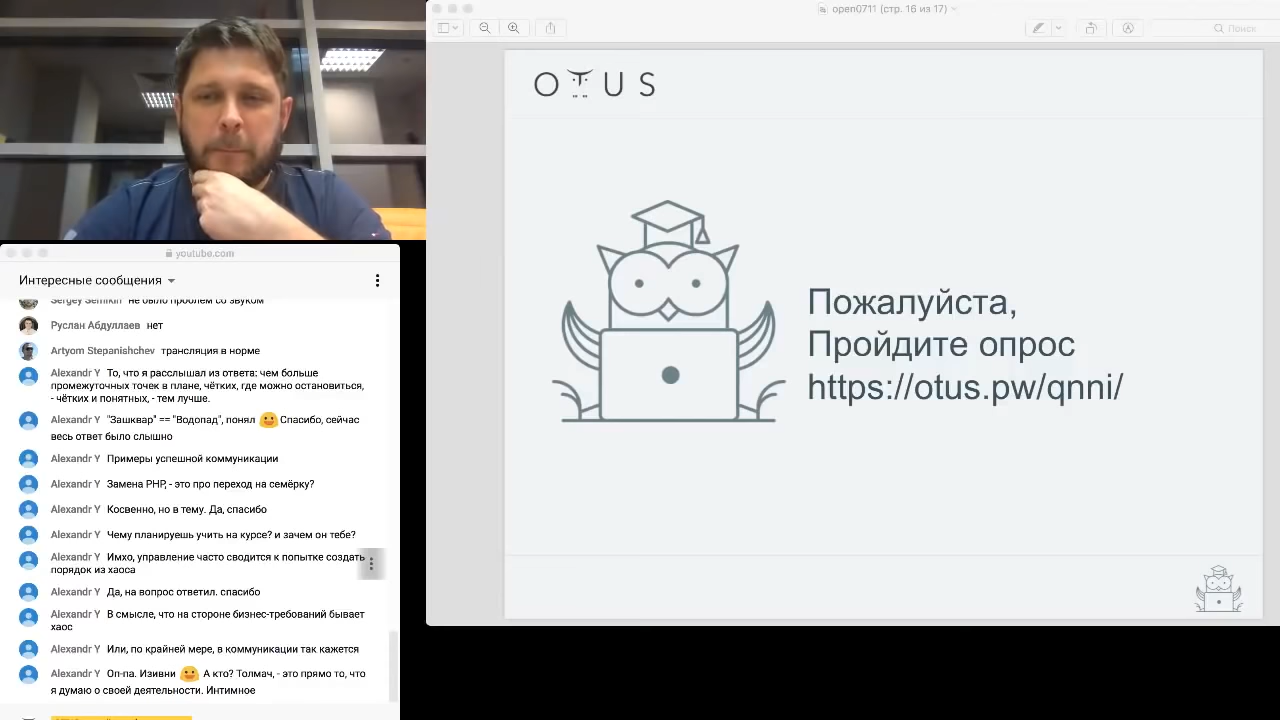 open0711 (стр. 16 из 17)
Поиск
OTUS
Пожалуйста,
Пройдите опрос
https://otus.pw/qnni/
youtube.com
Интересные сообщения
Sergey Semikin не было проблем со звуком
Руслан Абдуллаев нет
Artyom Stepanishchev трансляция в норме
Alexandr Y То, что я расслышал из ответа: чем больше
промежуточных точек в плане, чётких, где можно остановиться,
- чётких и понятных, - тем лучше.
Alexandr Y "Зашквар" == "Водопад", понял Спасибо, сейчас
весь ответ было слышно
Alexandr Y Примеры успешной коммуникации
Alexandr Y Замена PHP, - это про переход на семёрку?
Alexandr Y Косвенно, но в тему. Да, спасибо
Alexandr Y Чему планируешь учить на курсе? и зачем он тебе?
Alexandr Y Имхо, управление часто сводится к попытке создать
порядок из хаоса
Alexandr Y Да, на вопрос ответил. спасибо
Alexandr Y В смысле, что на стороне бизнес-требований бывает
хаос
Alexandr Y Или, по крайней мере, в коммуникации так кажется
Alexandr Y Оп-па. Изивни А кто? Толмач, - это прямо то, что
я думаю о своей деятельности. Интимное